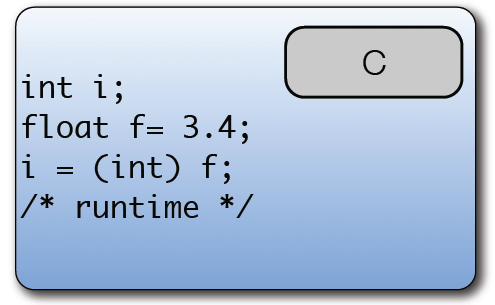 C
int i;
float f= 3.4;
i = (int) f;
/* runtime */